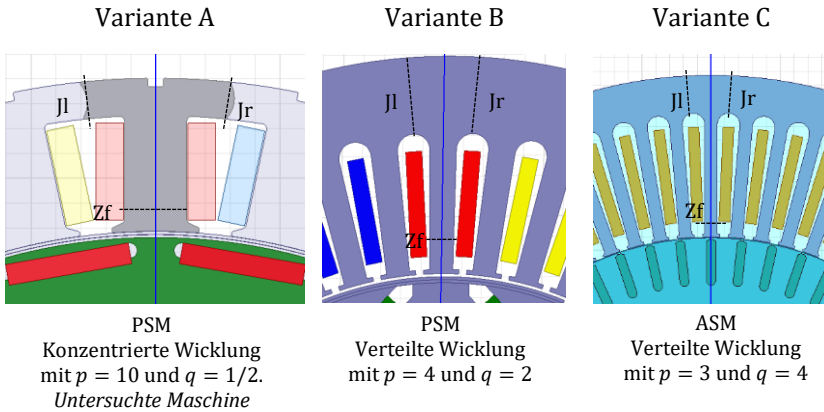 Variante A
Variante B
Variante C
Jl
Jr
Zf
Jl
Jr
Zf
Jl
Jr
Zf
PSM
Konzentrierte Wicklung
mit p = 10 und q = 1/2.
Untersuchte Maschine
PSM
Verteilte Wicklung
mit p = 4 und q = 2
ASM
Verteilte Wicklung
mit p = 3 und q = 4